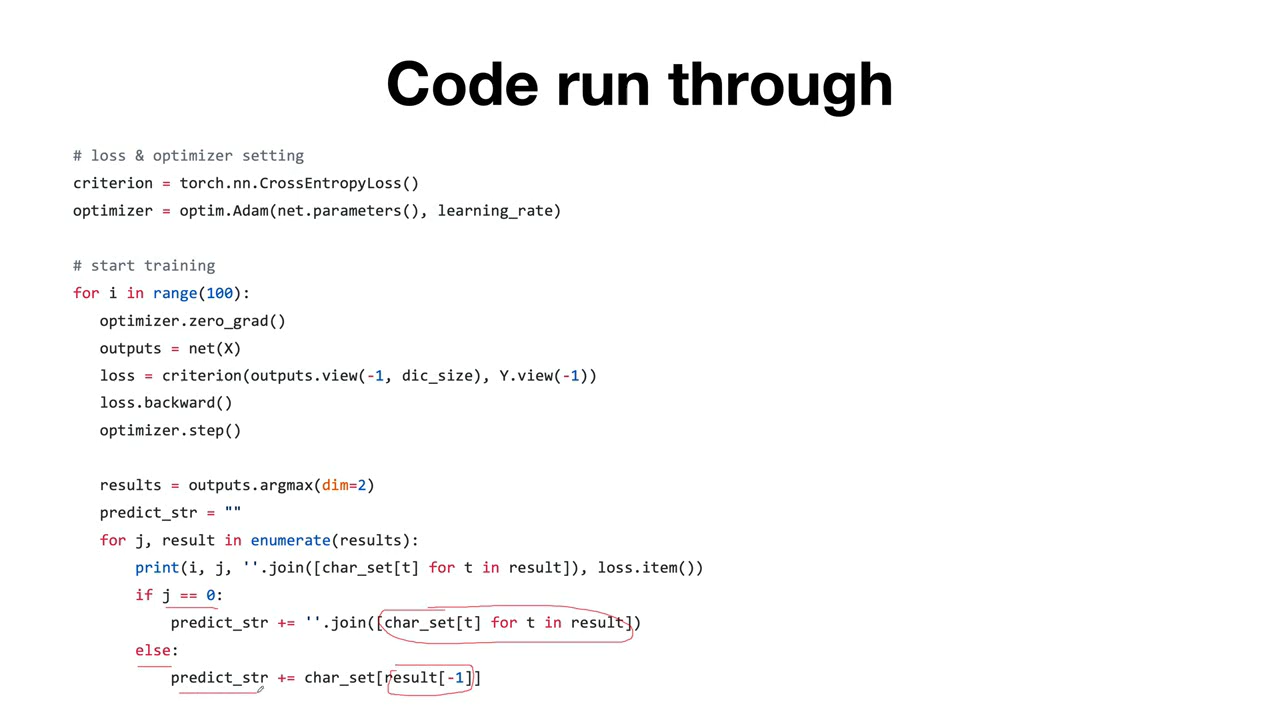 Code run through
# loss & optimizer setting
criterion = torch.nn.CrossEntropyLoss()
optimizer = optim.Adam(net.parameters(), learning_rate)
# start training
for i in range(100):
optimizer.zero_grad()
outputs = net(X)
loss = criterion(outputs.view(-1, dic_size), Y.view(-1))
loss.backward()
optimizer.step()
results = outputs.argmax(dim=2)
predict_str = ""
for j, result in enumerate(results):
print(i, j, ''.join([char_set[t] for t in result]), loss.item())
if j == 0:
predict_str += ''.join([char_set[t] for t in result])
else:
predict_str += char_set[result[-1]]